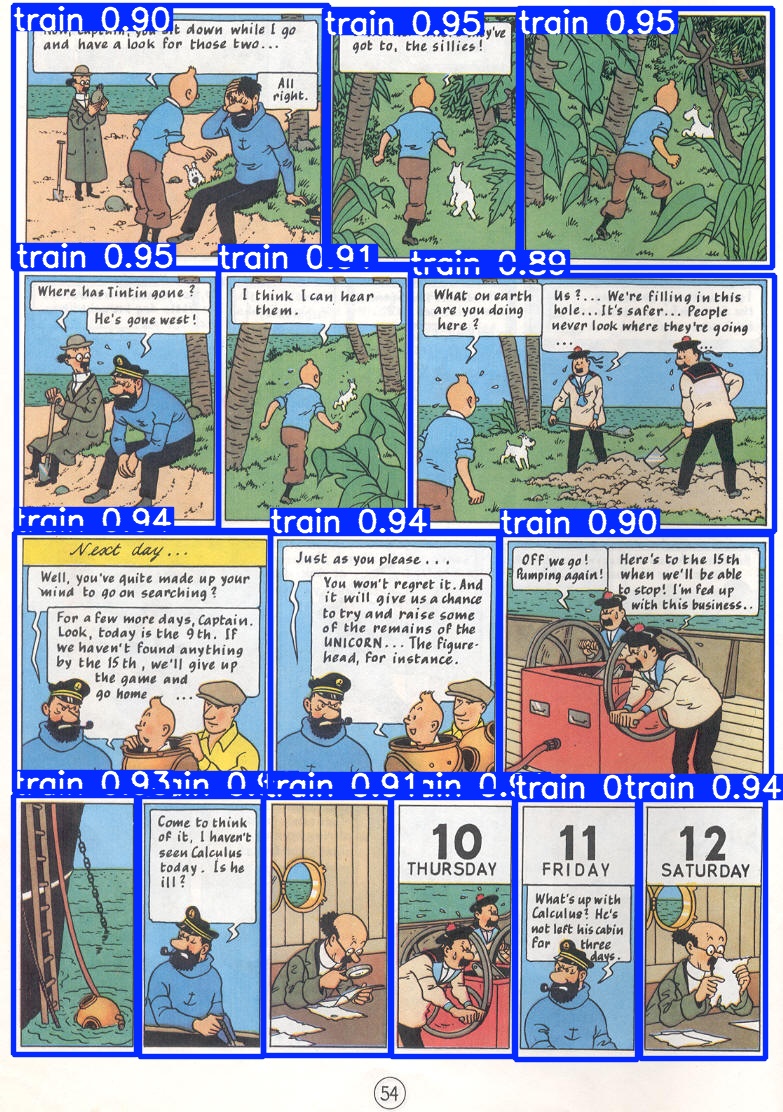 train 0.90
train 0.95
train 0.95
down while I go
and have a look for those two...
All
right.
got to, the sillies!
train 0.95
train 0.91
train 0.89
Where has Tintin gone?
He's gone west!
I think I can hear
them.
What on earth
are you doing
here?
Us?... We're filling in this
hole...It's safer... People
never look where they're going
...
train 0.94
train 0.94
train 0.90
Next day...
Well, you've quite made up your
mind to go on searching?
For a few more days, Captain.
Look, today is the 9th. If
we haven't found anything
by the 15th, we'll give up
the game and
go home ...
Just as you please...
You won't regret it. And
it will give us a chance
to try and raise some
of the remains of the
UNICORN... The figure-
head, for instance.
Off we go!
Pumping again!
Here's to the 15th
when we'll be able
to stop! I'm fed up
with this business..
train 0.93
train 0.91
train 0.94
Come to think
of it, I haven't
seen Calculus
today. Is he
ill?
10
THURSDAY
11
FRIDAY
What's up with
Calculus? He's
not left his cabin
for three
days.
12
SATURDAY
54